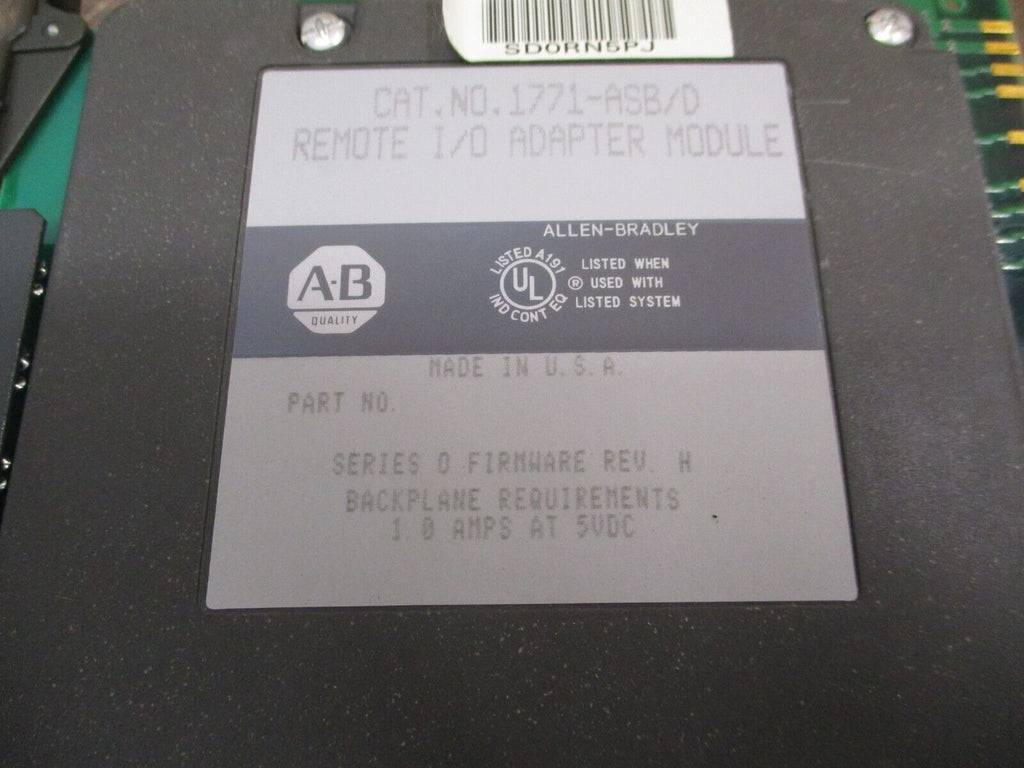 SD0RN5PJ
CAT.NO.1771-ASB/D
REMOTE I/O ADAPTER MODULE
ALLEN-BRADLEY
A-B
QUALITY
LISTED A191
UL
IND CONT EQ
®
LISTED WHEN
USED WITH
LISTED SYSTEM
MADE IN U.S.A.
PART NO.
SERIES D FIRMWARE REV. H
BACKPLANE REQUIREMENTS
1.0 AMPS AT 5VDC